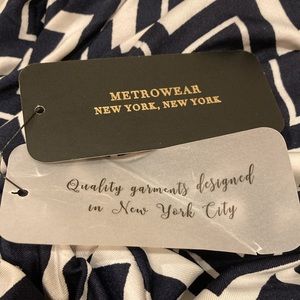 METROWEAR
NEW YORK, NEW YORK
Quality garments designed
in New York City